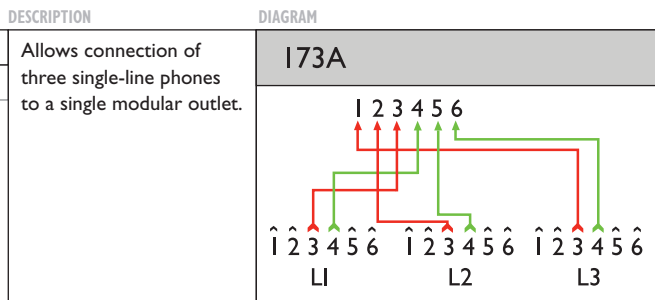 DESCRIPTION
DIAGRAM
Allows connection of
three single-line phones
to a single modular outlet.
173A
1 2 3 4 5 6
1 2 3 4 5 6 1 2 3 4 5 6 1 2 3 4 5 6
L1 L2 L3